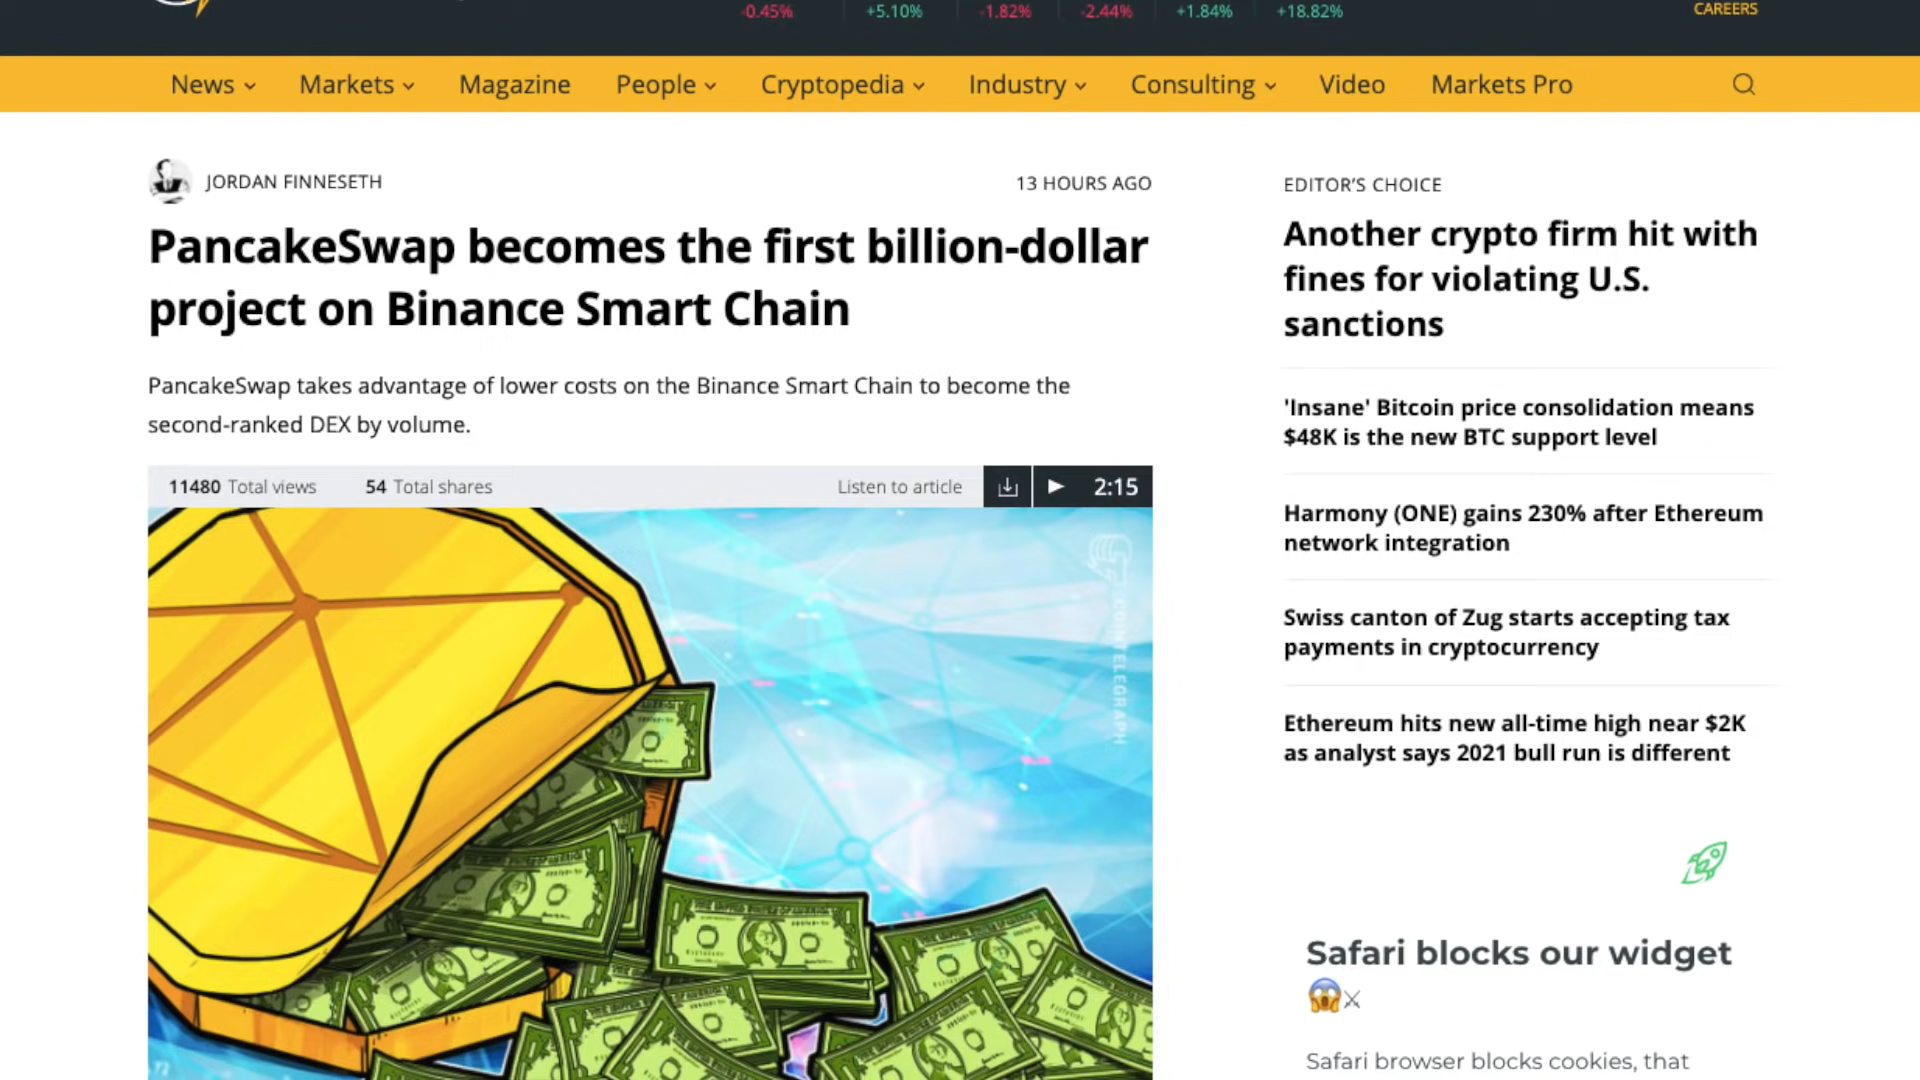 -0.45% +5.10% -1.82% -2.44% +1.84% +18.82%
CAREERS
News Markets Magazine People Cryptopedia Industry Consulting Video Markets Pro
JORDAN FINNESETH
13 HOURS AGO
PancakeSwap becomes the first billion-dollar
project on Binance Smart Chain
PancakeSwap takes advantage of lower costs on the Binance Smart Chain to become the
second-ranked DEX by volume.
11480 Total views 54 Total shares Listen to article 2:15
COINTELEGRAPH
EDITOR'S CHOICE
Another crypto firm hit with
fines for violating U.S.
sanctions
'Insane' Bitcoin price consolidation means
$48K is the new BTC support level
Harmony (ONE) gains 230% after Ethereum
network integration
Swiss canton of Zug starts accepting tax
payments in cryptocurrency
Ethereum hits new all-time high near $2K
as analyst says 2021 bull run is different
Safari blocks our widget
😱⚔
Safari browser blocks cookies, that